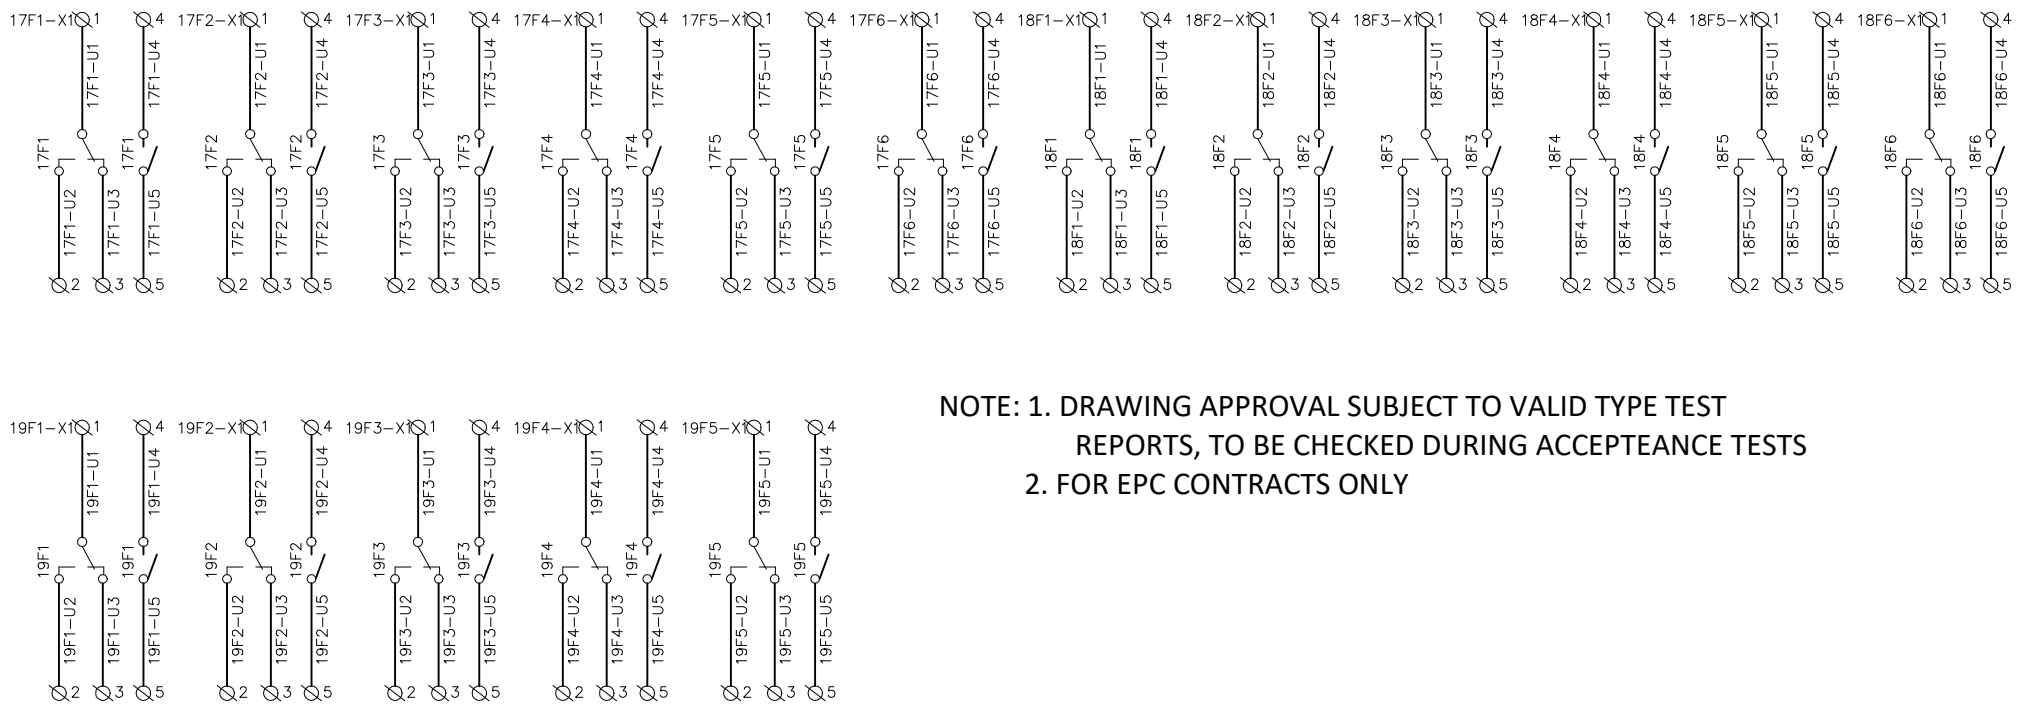 17F1-X1 1 4 17F2-X1 1 4 17F3-X1 1 4 17F4-X1 1 4 17F5-X1 1 4 17F6-X1 1 4 18F1-X1 1 4 18F2-X1 1 4 18F3-X1 1 4 18F4-X1 1 4 18F5-X1 1 4 18F6-X1 1 4
17F1-U1 17F1-U4 17F2-U1 17F2-U4 17F3-U1 17F3-U4 17F4-U1 17F4-U4 17F5-U1 17F5-U4 17F6-U1 17F6-U4 18F1-U1 18F1-U4 18F2-U1 18F2-U4 18F3-U1 18F3-U4 18F4-U1 18F4-U4 18F5-U1 18F5-U4 18F6-U1 18F6-U4
17F1 17F1 17F2 17F2 17F3 17F3 17F4 17F4 17F5 17F5 17F6 17F6 18F1 18F1 18F2 18F2 18F3 18F3 18F4 18F4 18F5 18F5 18F6 18F6
17F1-U2 17F1-U3 17F1-U5 17F2-U2 17F2-U3 17F2-U5 17F3-U2 17F3-U3 17F3-U5 17F4-U2 17F4-U3 17F4-U5 17F5-U2 17F5-U3 17F5-U5 17F6-U2 17F6-U3 17F6-U5 18F1-U2 18F1-U3 18F1-U5 18F2-U2 18F2-U3 18F2-U5 18F3-U2 18F3-U3 18F3-U5 18F4-U2 18F4-U3 18F4-U5 18F5-U2 18F5-U3 18F5-U5 18F6-U2 18F6-U3 18F6-U5
2 3 5 2 3 5 2 3 5 2 3 5 2 3 5 2 3 5 2 3 5 2 3 5 2 3 5 2 3 5 2 3 5 2 3 5
NOTE: 1. DRAWING APPROVAL SUBJECT TO VALID TYPE TEST
REPORTS, TO BE CHECKED DURING ACCEPTEANCE TESTS
2. FOR EPC CONTRACTS ONLY
19F1-X1 1 4 19F2-X1 1 4 19F3-X1 1 4 19F4-X1 1 4 19F5-X1 1 4
19F1-U1 19F1-U4 19F2-U1 19F2-U4 19F3-U1 19F3-U4 19F4-U1 19F4-U4 19F5-U1 19F5-U4
19F1 19F1 19F2 19F2 19F3 19F3 19F4 19F4 19F5 19F5
19F1-U2 19F1-U3 19F1-U5 19F2-U2 19F2-U3 19F2-U5 19F3-U2 19F3-U3 19F3-U5 19F4-U2 19F4-U3 19F4-U5 19F5-U2 19F5-U3 19F5-U5
2 3 5 2 3 5 2 3 5 2 3 5 2 3 5